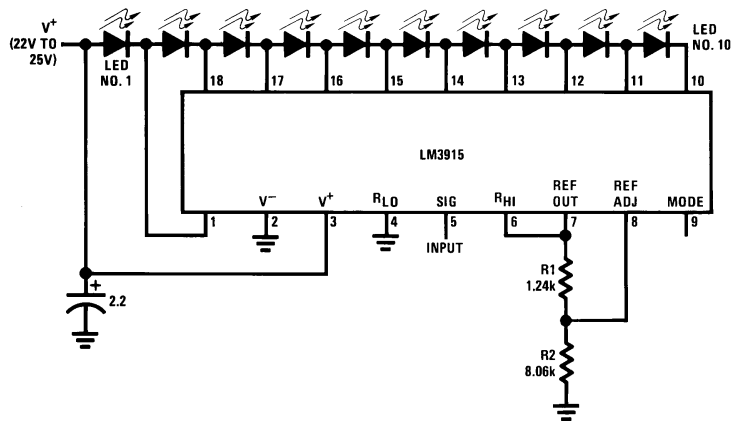 V+
(22V TO
25V)
LED
NO. 1
LED
NO. 10
18
17
16
15
14
13
12
11
10
LM3915
V−
V+
RLO
SIG
RHI
REF
OUT
REF
ADJ
MODE
1
2
3
4
5
6
7
8
9
INPUT
+
2.2
R1
1.24k
R2
8.06k